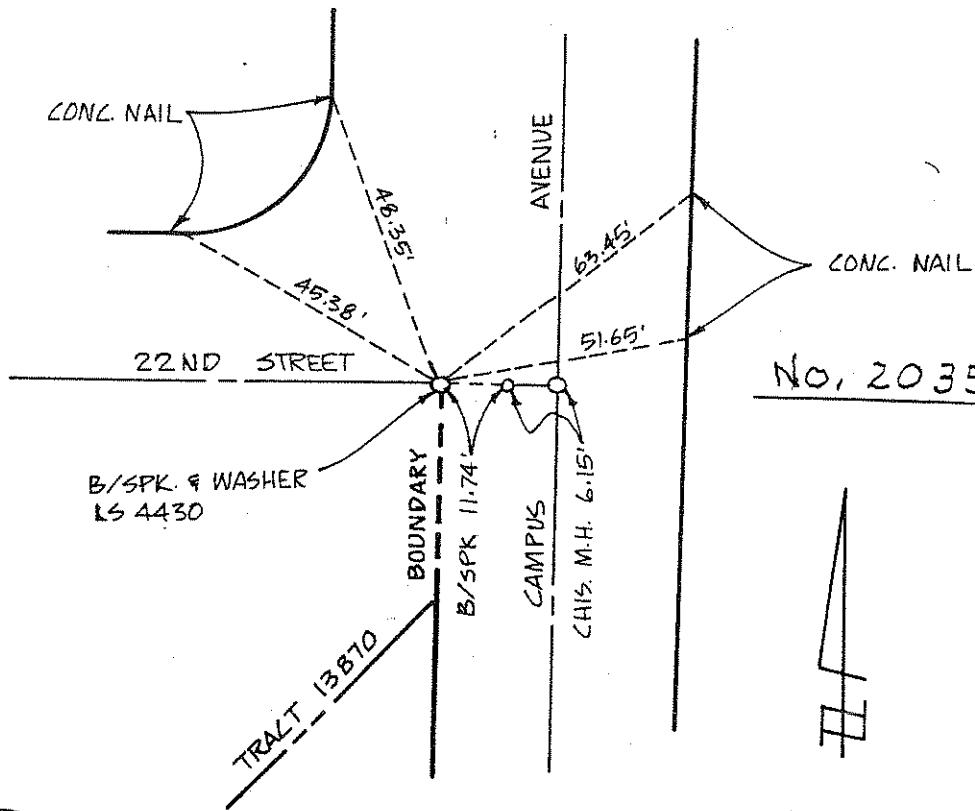 CONC. NAIL
AVENUE
48.35'
63.45'
CONC. NAIL
45.38'
51.65'
22ND STREET
No. 2035
B/SPK. & WASHER
LS 4430
BOUNDARY
B/SPK 11.74'
CAMPUS
CHIS. M.H. 6.15'
TRACT 13870